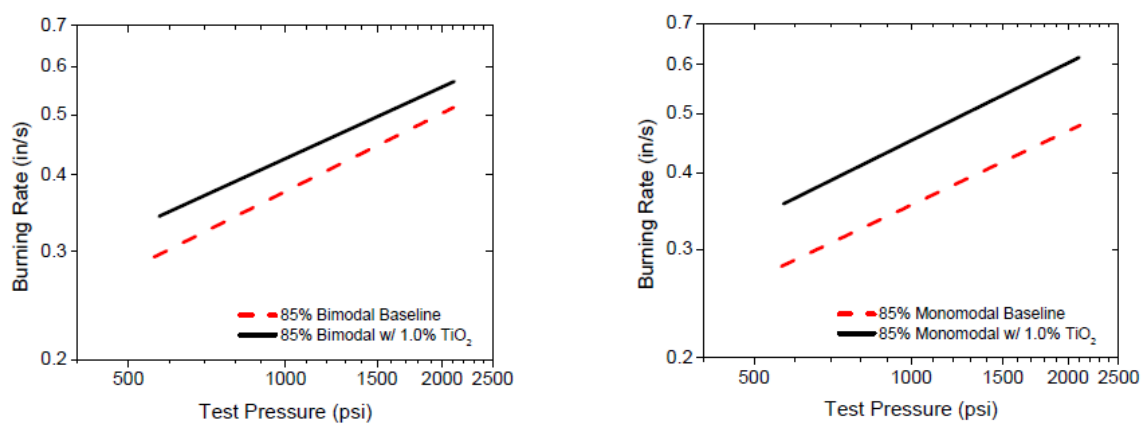 0.7
0.6
0.5
0.4
0.3
0.2
Burning Rate (in/s)
85% Bimodal Baseline
85% Bimodal w/ 1.0% TiO₂
500 1000 1500 2000 2500
Test Pressure (psi)
0.7
0.6
0.5
0.4
0.3
0.2
Burning Rate (in/s)
85% Monomodal Baseline
85% Monomodal w/ 1.0% TiO₂
500 1000 1500 2000 2500
Test Pressure (psi)